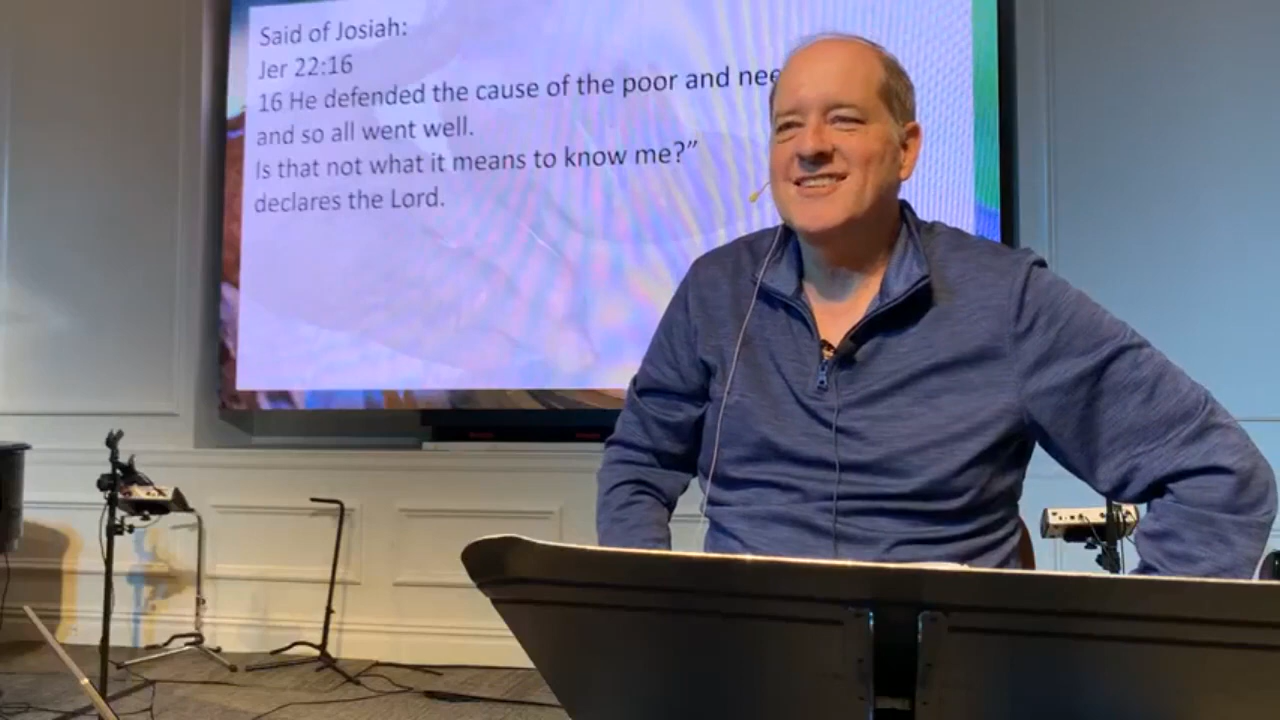 Said of Josiah:
Jer 22:16
16 He defended the cause of the poor and nee
and so all went well.
Is that not what it means to know me?”
declares the Lord.